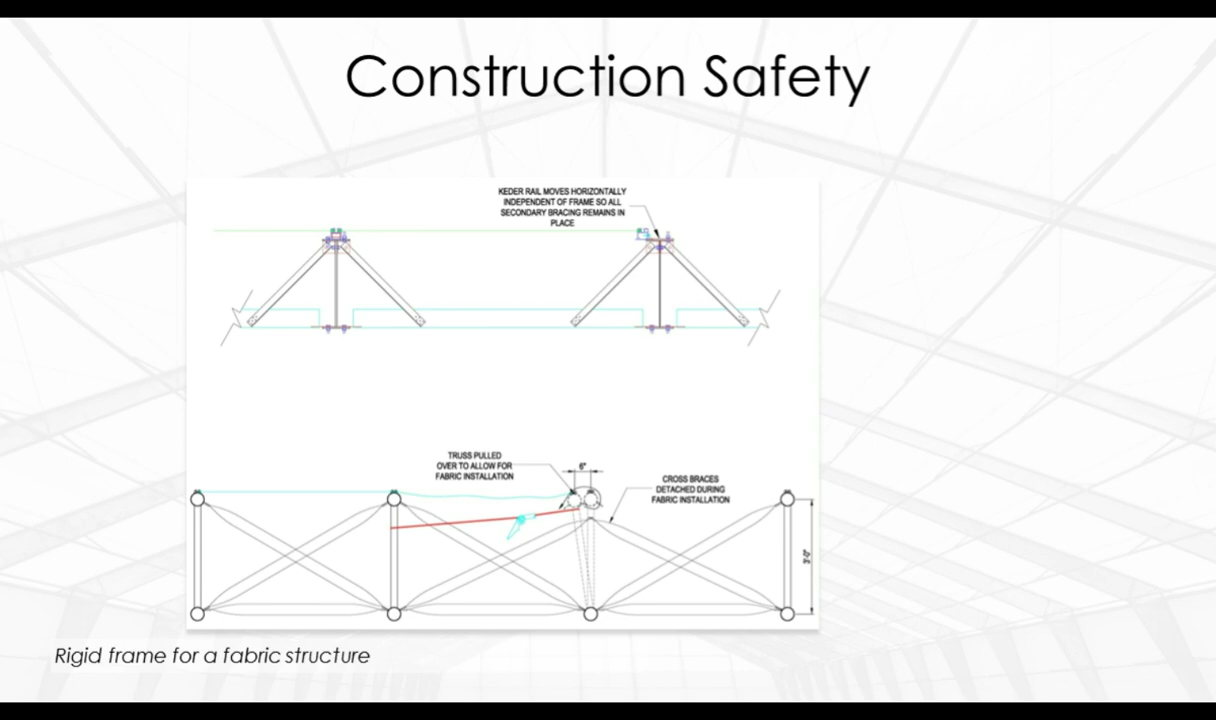 Construction Safety
KEDER RAIL MOVES HORIZONTALLY
INDEPENDENT OF FRAME SO ALL
SECONDARY BRACING REMAINS IN
PLACE
TRUSS PULLED
OVER TO ALLOW FOR
FABRIC INSTALLATION
6"
CROSS BRACES
DETACHED DURING
FABRIC INSTALLATION
3'-0"
Rigid frame for a fabric structure